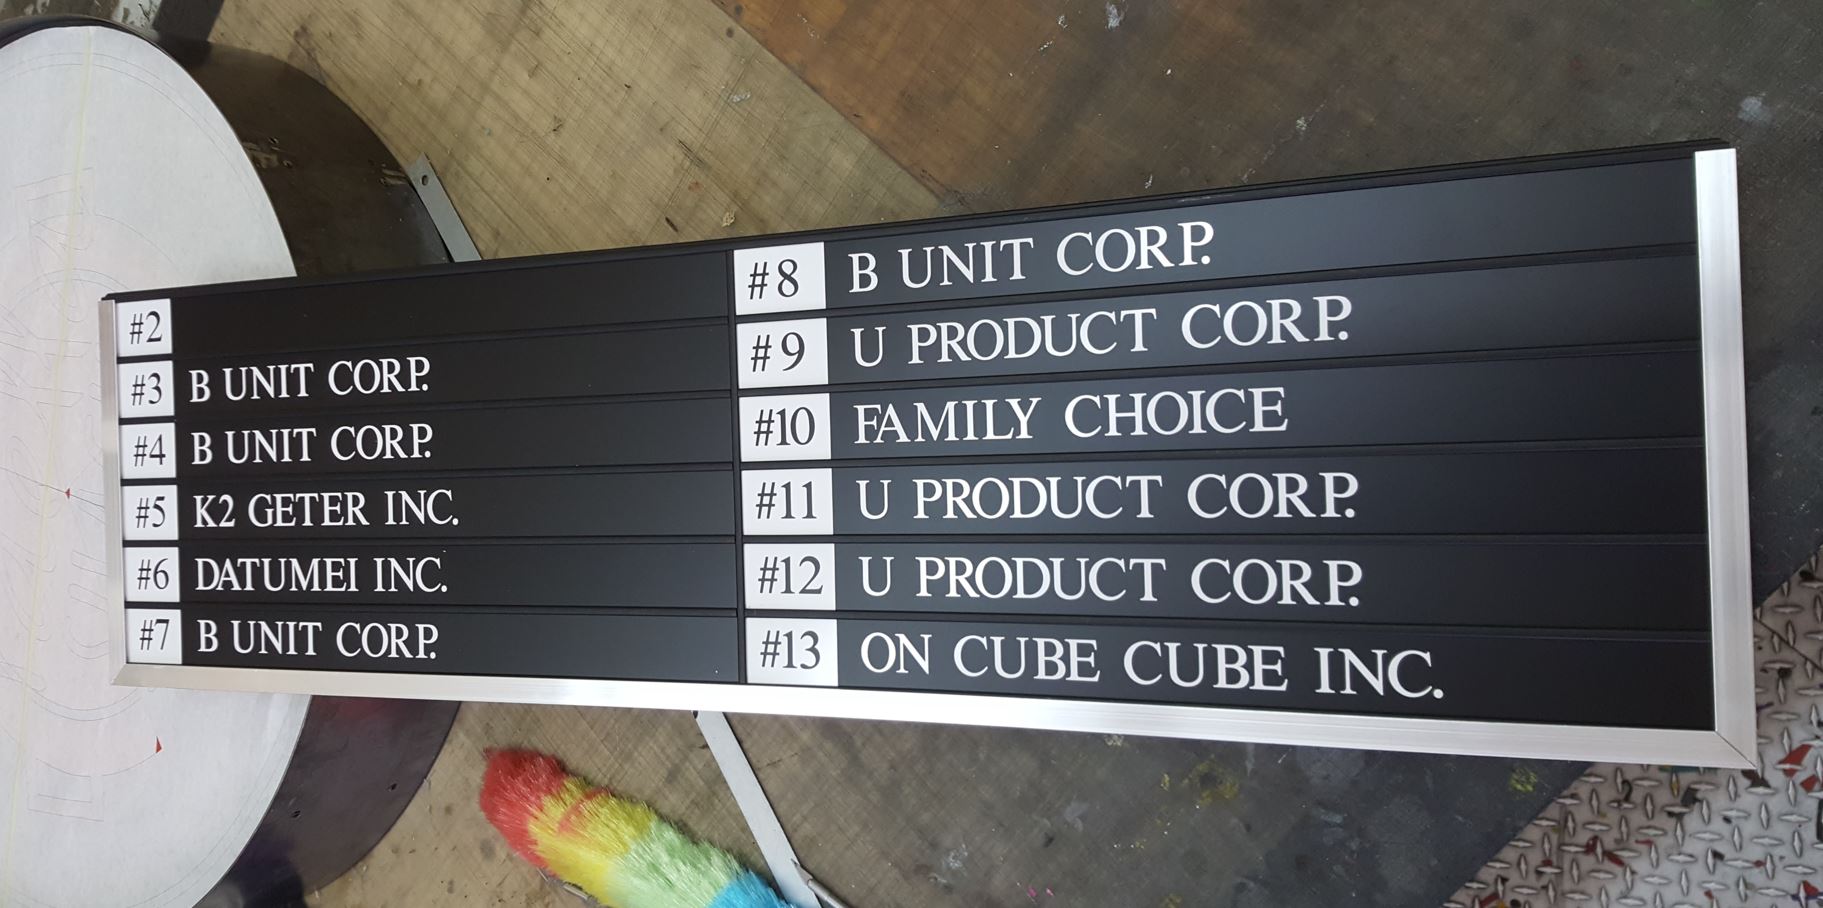 #2
#3 B UNIT CORP.
#4 B UNIT CORP.
#5 K2 GETER INC.
#6 DATUMEI INC.
#7 B UNIT CORP.
#8 B UNIT CORP.
#9 U PRODUCT CORP.
#10 FAMILY CHOICE
#11 U PRODUCT CORP.
#12 U PRODUCT CORP.
#13 ON CUBE CUBE INC.